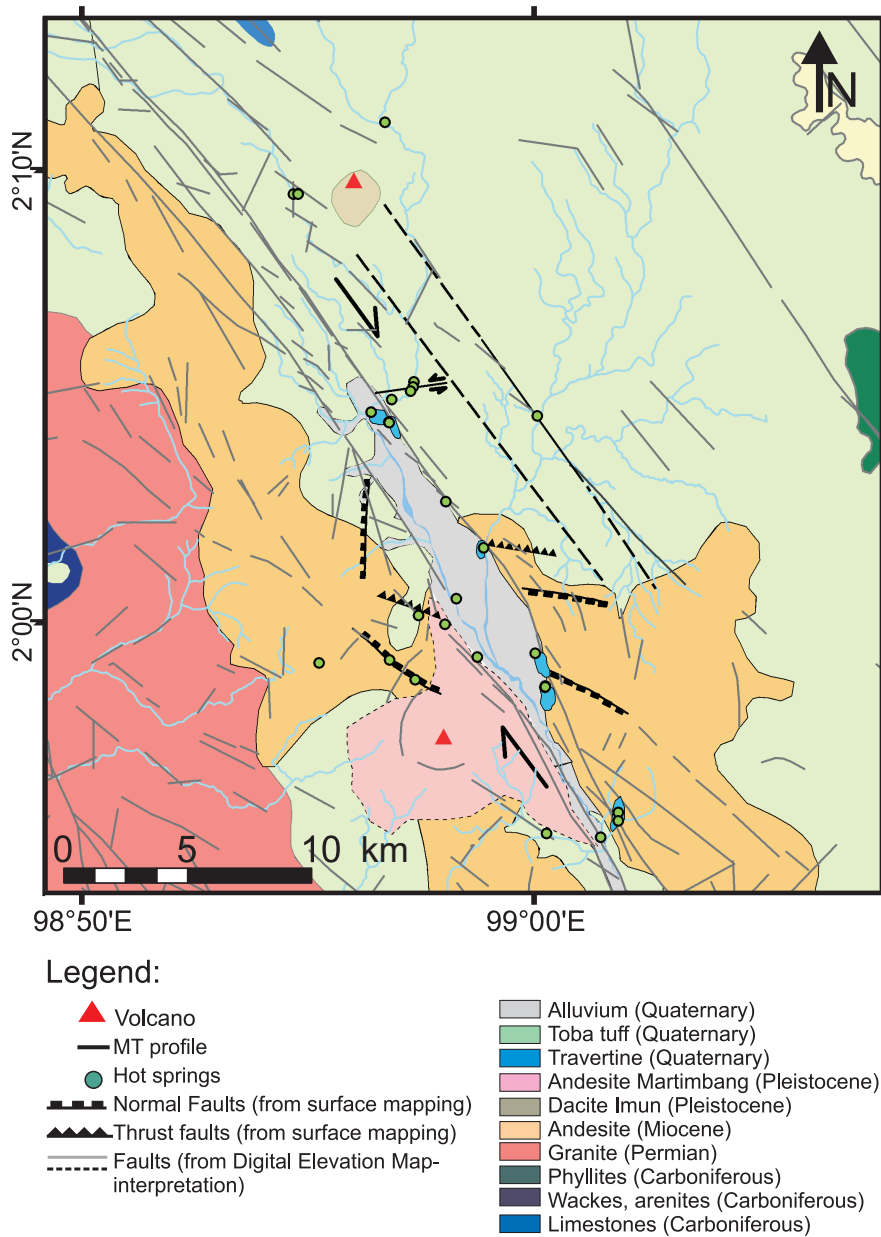 N
2°10'N
2°00'N
0 5 10 km
98°50'E 99°00'E
Legend:
Volcano
MT profile
Hot springs
Normal Faults (from surface mapping)
Thrust faults (from surface mapping)
Faults (from Digital Elevation Map-
interpretation)
Alluvium (Quaternary)
Toba tuff (Quaternary)
Travertine (Quaternary)
Andesite Martimbang (Pleistocene)
Dacite Imun (Pleistocene)
Andesite (Miocene)
Granite (Permian)
Phyllites (Carboniferous)
Wackes, arenites (Carboniferous)
Limestones (Carboniferous)